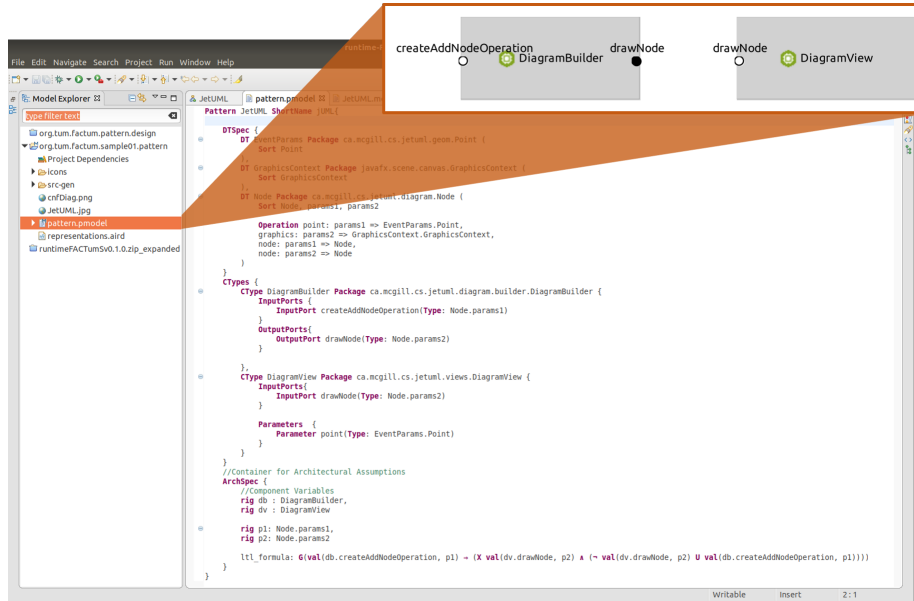 createAddNodeOperation
DiagramBuilder
drawNode
drawNode
DiagramView
runtime-
File Edit Navigate Search Project Run Window Help
Model Explorer
type filter text
org.tum.factum.pattern.design
org.tum.factum.sample01.pattern
Project Dependencies
icons
src-gen
cnfDiag.png
JetUML.jpg
pattern.pmodel
representations.aird
runtimeFACTumSv0.1.0.zip_expanded
JetUML
pattern.pmodel
Pattern JetUML ShortName jUML{
DTSpec {
DT EventParams Package ca.mcgill.cs.jetuml.geom.Point (
Sort Point
),
DT GraphicsContext Package javafx.scene.canvas.GraphicsContext (
Sort GraphicsContext
),
DT Node Package ca.mcgill.cs.jetuml.diagram.Node (
Sort Node, params1, params2
Operation point: params1 => EventParams.Point,
graphics: params2 => GraphicsContext.GraphicsContext,
node: params1 => Node,
node: params2 => Node
)
}
CTypes {
CType DiagramBuilder Package ca.mcgill.cs.jetuml.diagram.builder.DiagramBuilder {
InputPorts {
InputPort createAddNodeOperation(Type: Node.params1)
}
OutputPorts{
OutputPort drawNode(Type: Node.params2)
}
},
CType DiagramView Package ca.mcgill.cs.jetuml.views.DiagramView {
InputPorts{
InputPort drawNode(Type: Node.params2)
}
Parameters {
Parameter point(Type: EventParams.Point)
}
}
}
//Container for Architectural Assumptions
ArchSpec {
//Component Variables
rig db : DiagramBuilder,
rig dv : DiagramView
rig p1: Node.params1,
rig p2: Node.params2
ltl_formula: G(val(db.createAddNodeOperation, p1) → (X val(dv.drawNode, p2) ∧ (¬ val(dv.drawNode, p2) U val(db.createAddNodeOperation, p1))))
}
}
Writable Insert 2 : 1